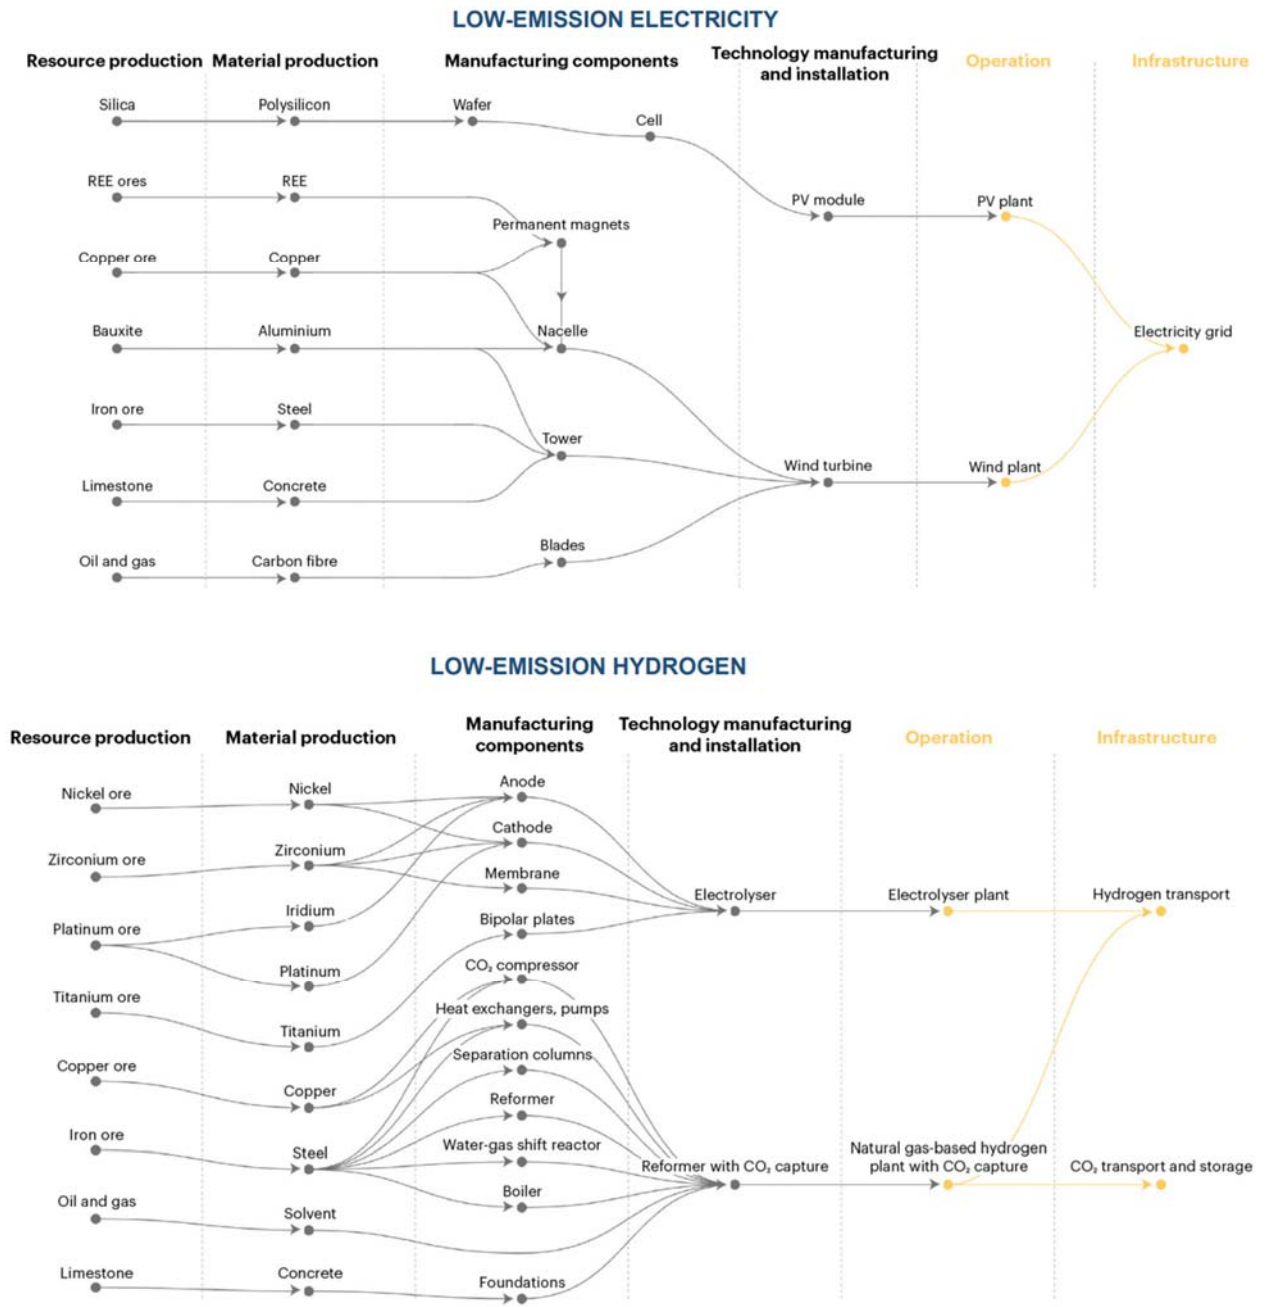 LOW-EMISSION ELECTRICITY
Resource production
Material production
Manufacturing components
Technology manufacturing
and installation
Operation
Infrastructure
Silica
Polysilicon
Wafer
Cell
REE ores
REE
PV module
PV plant
Permanent magnets
Copper ore
Copper
Bauxite
Aluminium
Nacelle
Electricity grid
Iron ore
Steel
Tower
Wind turbine
Wind plant
Limestone
Concrete
Blades
Oil and gas
Carbon fibre
LOW-EMISSION HYDROGEN
Resource production
Material production
Manufacturing
components
Technology manufacturing
and installation
Operation
Infrastructure
Nickel ore
Nickel
Anode
Cathode
Zirconium ore
Zirconium
Membrane
Electrolyser
Electrolyser plant
Hydrogen transport
Iridium
Bipolar plates
Platinum ore
Platinum
CO₂ compressor
Titanium ore
Titanium
Heat exchangers, pumps
Separation columns
Copper ore
Copper
Reformer
Iron ore
Steel
Water-gas shift reactor
Reformer with CO₂ capture
Natural gas-based hydrogen
plant with CO₂ capture
CO₂ transport and storage
Boiler
Oil and gas
Solvent
Limestone
Concrete
Foundations